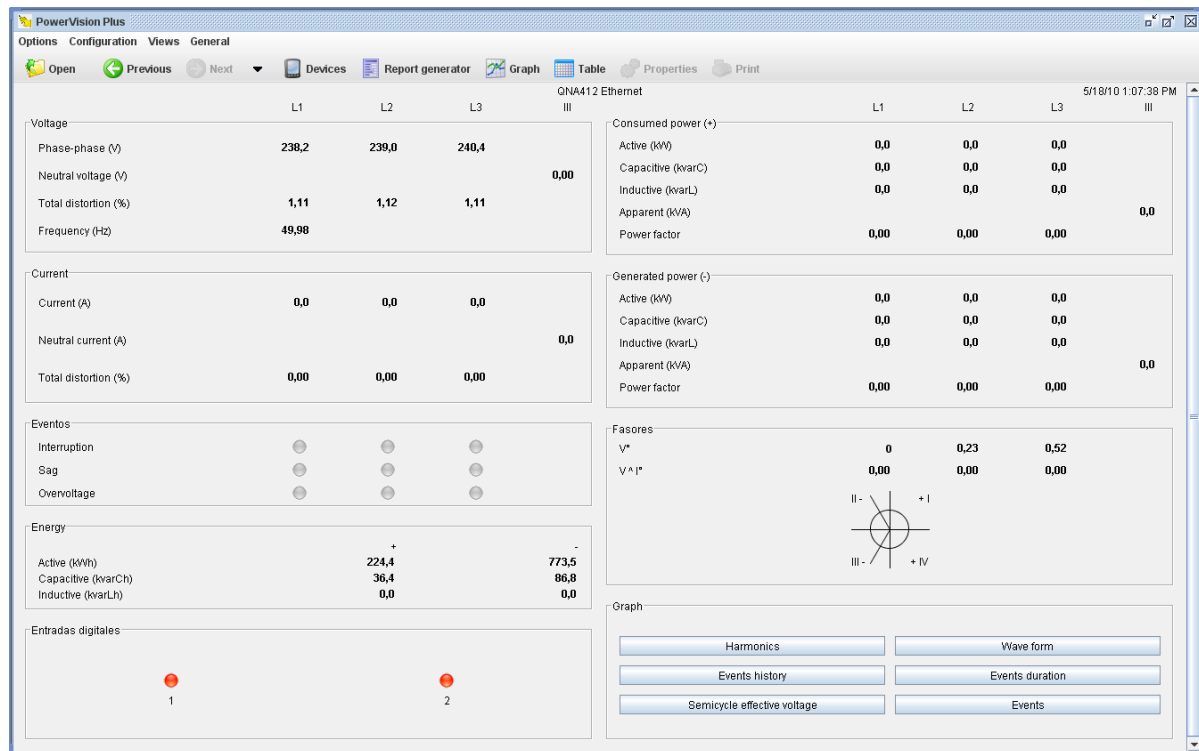 PowerVision Plus
Options Configuration Views General
Open Previous Next Devices Report generator Graph Table Properties Print
QNA412 Ethernet 5/18/10 1:07:38 PM
L1 L2 L3 III
Voltage
Phase-phase (V) 238,2 239,0 240,4
Neutral voltage (V) 0,00
Total distortion (%) 1,11 1,12 1,11
Frequency (Hz) 49,98
Current
Current (A) 0,0 0,0 0,0
Neutral current (A) 0,0
Total distortion (%) 0,00 0,00 0,00
Eventos
Interruption
Sag
Overvoltage
Energy
+ -
Active (kWh) 224,4 773,5
Capacitive (kvarCh) 36,4 86,8
Inductive (kvarLh) 0,0 0,0
Entradas digitales
1 2
L1 L2 L3 III
Consumed power (+)
Active (kW) 0,0 0,0 0,0
Capacitive (kvarC) 0,0 0,0 0,0
Inductive (kvarL) 0,0 0,0 0,0
Apparent (kVA) 0,0
Power factor 0,00 0,00 0,00
Generated power (-)
Active (kW) 0,0 0,0 0,0
Capacitive (kvarC) 0,0 0,0 0,0
Inductive (kvarL) 0,0 0,0 0,0
Apparent (kVA) 0,0
Power factor 0,00 0,00 0,00
Fasores
V° 0 0,23 0,52
V ^ I° 0,00 0,00 0,00
II - + I
III - + IV
Graph
Harmonics Wave form
Events history Events duration
Semicycle effective voltage Events